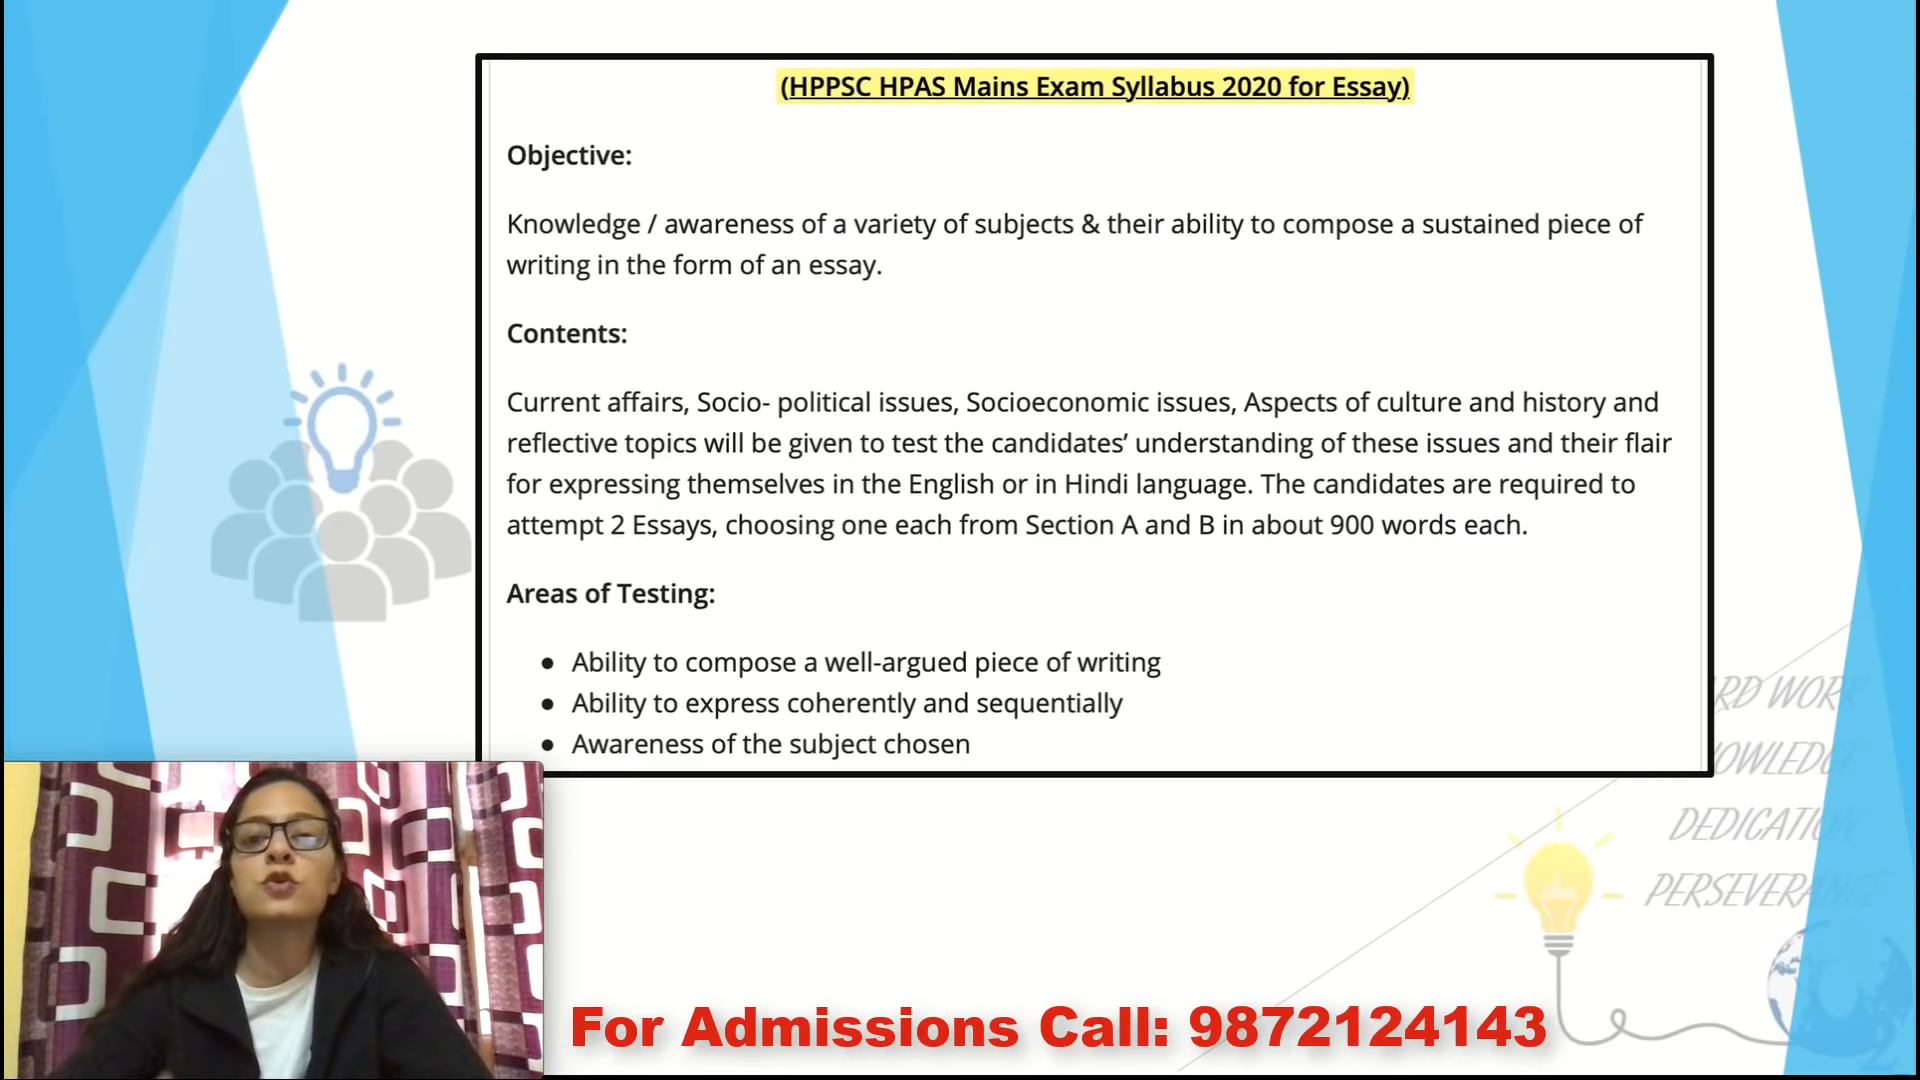 (HPPSC HPAS Mains Exam Syllabus 2020 for Essay)
Objective:
Knowledge / awareness of a variety of subjects & their ability to compose a sustained piece of
writing in the form of an essay.
Contents:
Current affairs, Socio- political issues, Socioeconomic issues, Aspects of culture and history and
reflective topics will be given to test the candidates’ understanding of these issues and their flair
for expressing themselves in the English or in Hindi language. The candidates are required to
attempt 2 Essays, choosing one each from Section A and B in about 900 words each.
Areas of Testing:
● Ability to compose a well-argued piece of writing
● Ability to express coherently and sequentially
● Awareness of the subject chosen
RD WORK
OWLEDGE
DEDICATION
PERSEVERANCE
For Admissions Call: 9872124143
2